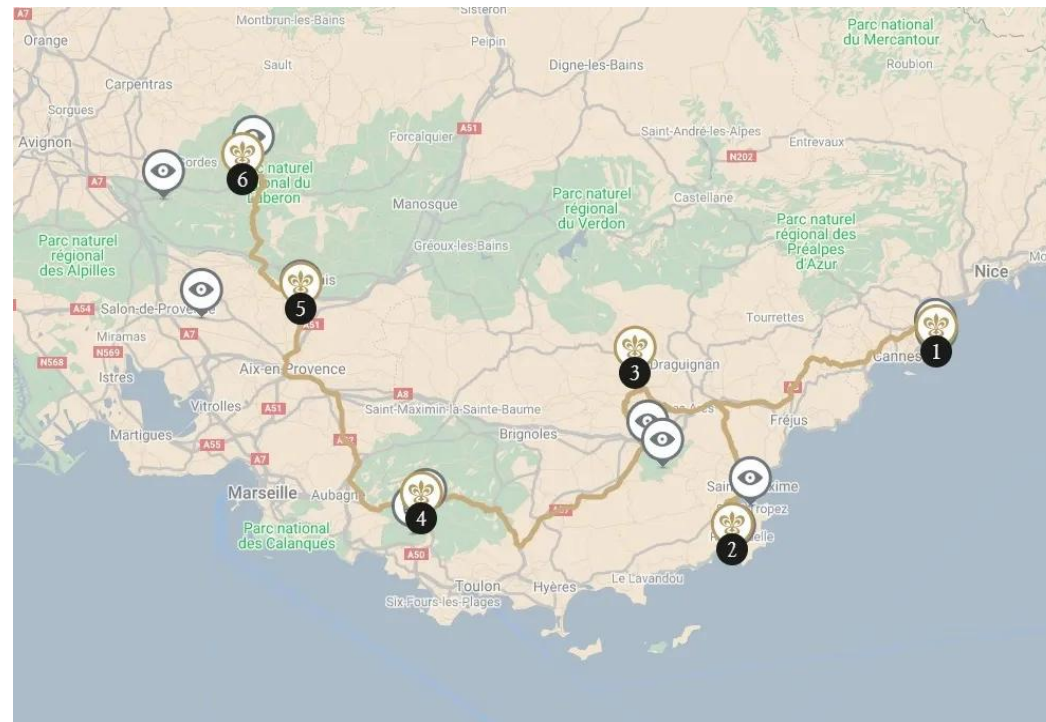 A7
Montbrun-les-Bains
Sisteron
Parc national
du Mercantour
Orange
Peipin
Sault
Digne-les-Bains
Roubion
Carpentras
Sorgues
Avignon
Forcalquier
A51
Saint-André-les-Alpes
Entrevaux
N202
A7
6
Manosque
Parc naturel
régional
du Verdon
Castellane
Parc naturel
régional des
Préalpes
d'Azur
Parc naturel
régional
des Alpilles
Gréoux-les-Bains
Nice
5
A51
A54
Salon-de-Provence
Miramas
A7
Tourrettes
1
Cannes
N568
N569
Istres
Aix-en-Provence
3
Draguignan
Vitrolles
A51
A8
Saint-Maximin-la-Sainte-Baume
Fréjus
Martigues
A55
A7
Brignoles
Marseille
4
2
Parc national
des Calanques
A50
Le Lavandou
Toulon
Hyères
Six-Fours-les-Plages